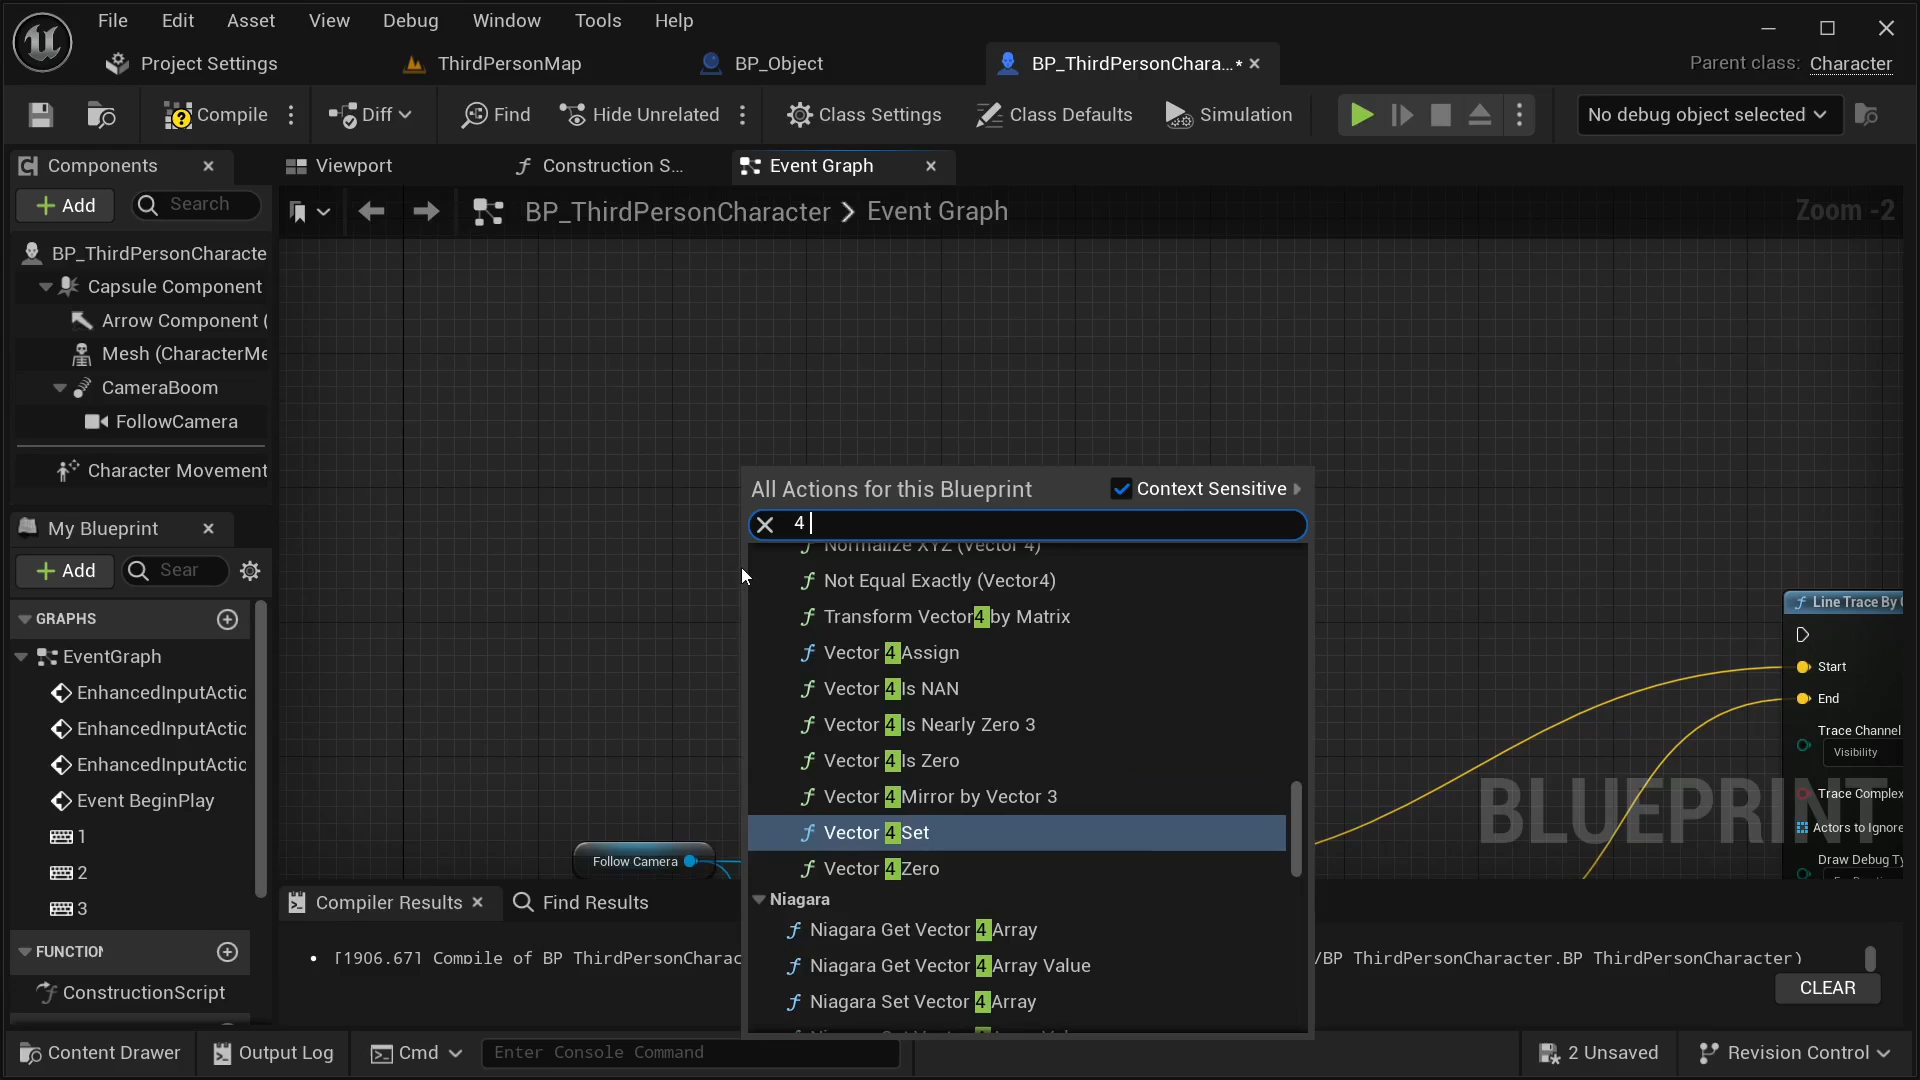 File Edit Asset View Debug Window Tools Help
Project Settings ThirdPersonMap BP_Object BP_ThirdPersonChara...*
Parent class: Character
Compile Diff Find Hide Unrelated Class Settings Class Defaults Simulation No debug object selected
Components
Viewport Construction S... Event Graph
Add Search
BP_ThirdPersonCharacter > Event Graph
Zoom -2
BP_ThirdPersonCharacte
Capsule Component
Arrow Component (
Mesh (CharacterMe
CameraBoom
FollowCamera
Character Movement
My Blueprint
Add Sear
GRAPHS
EventGraph
EnhancedInputActio
EnhancedInputActio
EnhancedInputActio
Event BeginPlay
1
2
3
FUNCTION
ConstructionScript
All Actions for this Blueprint Context Sensitive
4
Normalize XYZ (Vector 4)
Not Equal Exactly (Vector4)
Transform Vector4 by Matrix
Vector 4 Assign
Vector 4 Is NAN
Vector 4 Is Nearly Zero 3
Vector 4 Is Zero
Vector 4 Mirror by Vector 3
Vector 4 Set
Vector 4 Zero
Niagara
Niagara Get Vector 4 Array
Niagara Get Vector 4 Array Value
Niagara Set Vector 4 Array
Follow Camera
Line Trace By
Start
End
Trace Channel
Visibility
Trace Complex
Actors to Ignore
Draw Debug Ty
BLUEPRINT
Compiler Results Find Results
[1906.67] Compile of BP ThirdPersonCharac
/BP ThirdPersonCharacter.BP ThirdPersonCharacter)
CLEAR
Content Drawer Output Log Cmd Enter Console Command 2 Unsaved Revision Control